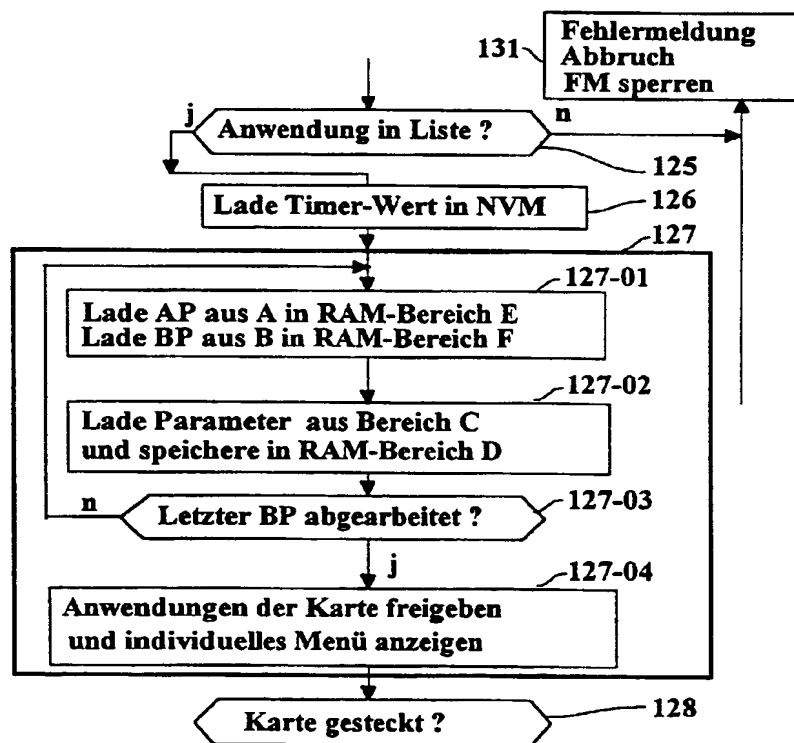 131
Fehlermeldung
Abbruch
FM sperren
j
n
Anwendung in Liste ?
125
Lade Timer-Wert in NVM
126
127
127-01
Lade AP aus A in RAM-Bereich E
Lade BP aus B in RAM-Bereich F
127-02
Lade Parameter aus Bereich C
und speichere in RAM-Bereich D
n
127-03
Letzter BP abgearbeitet ?
j
127-04
Anwendungen der Karte freigeben
und individuelles Menü anzeigen
Karte gesteckt ?
128